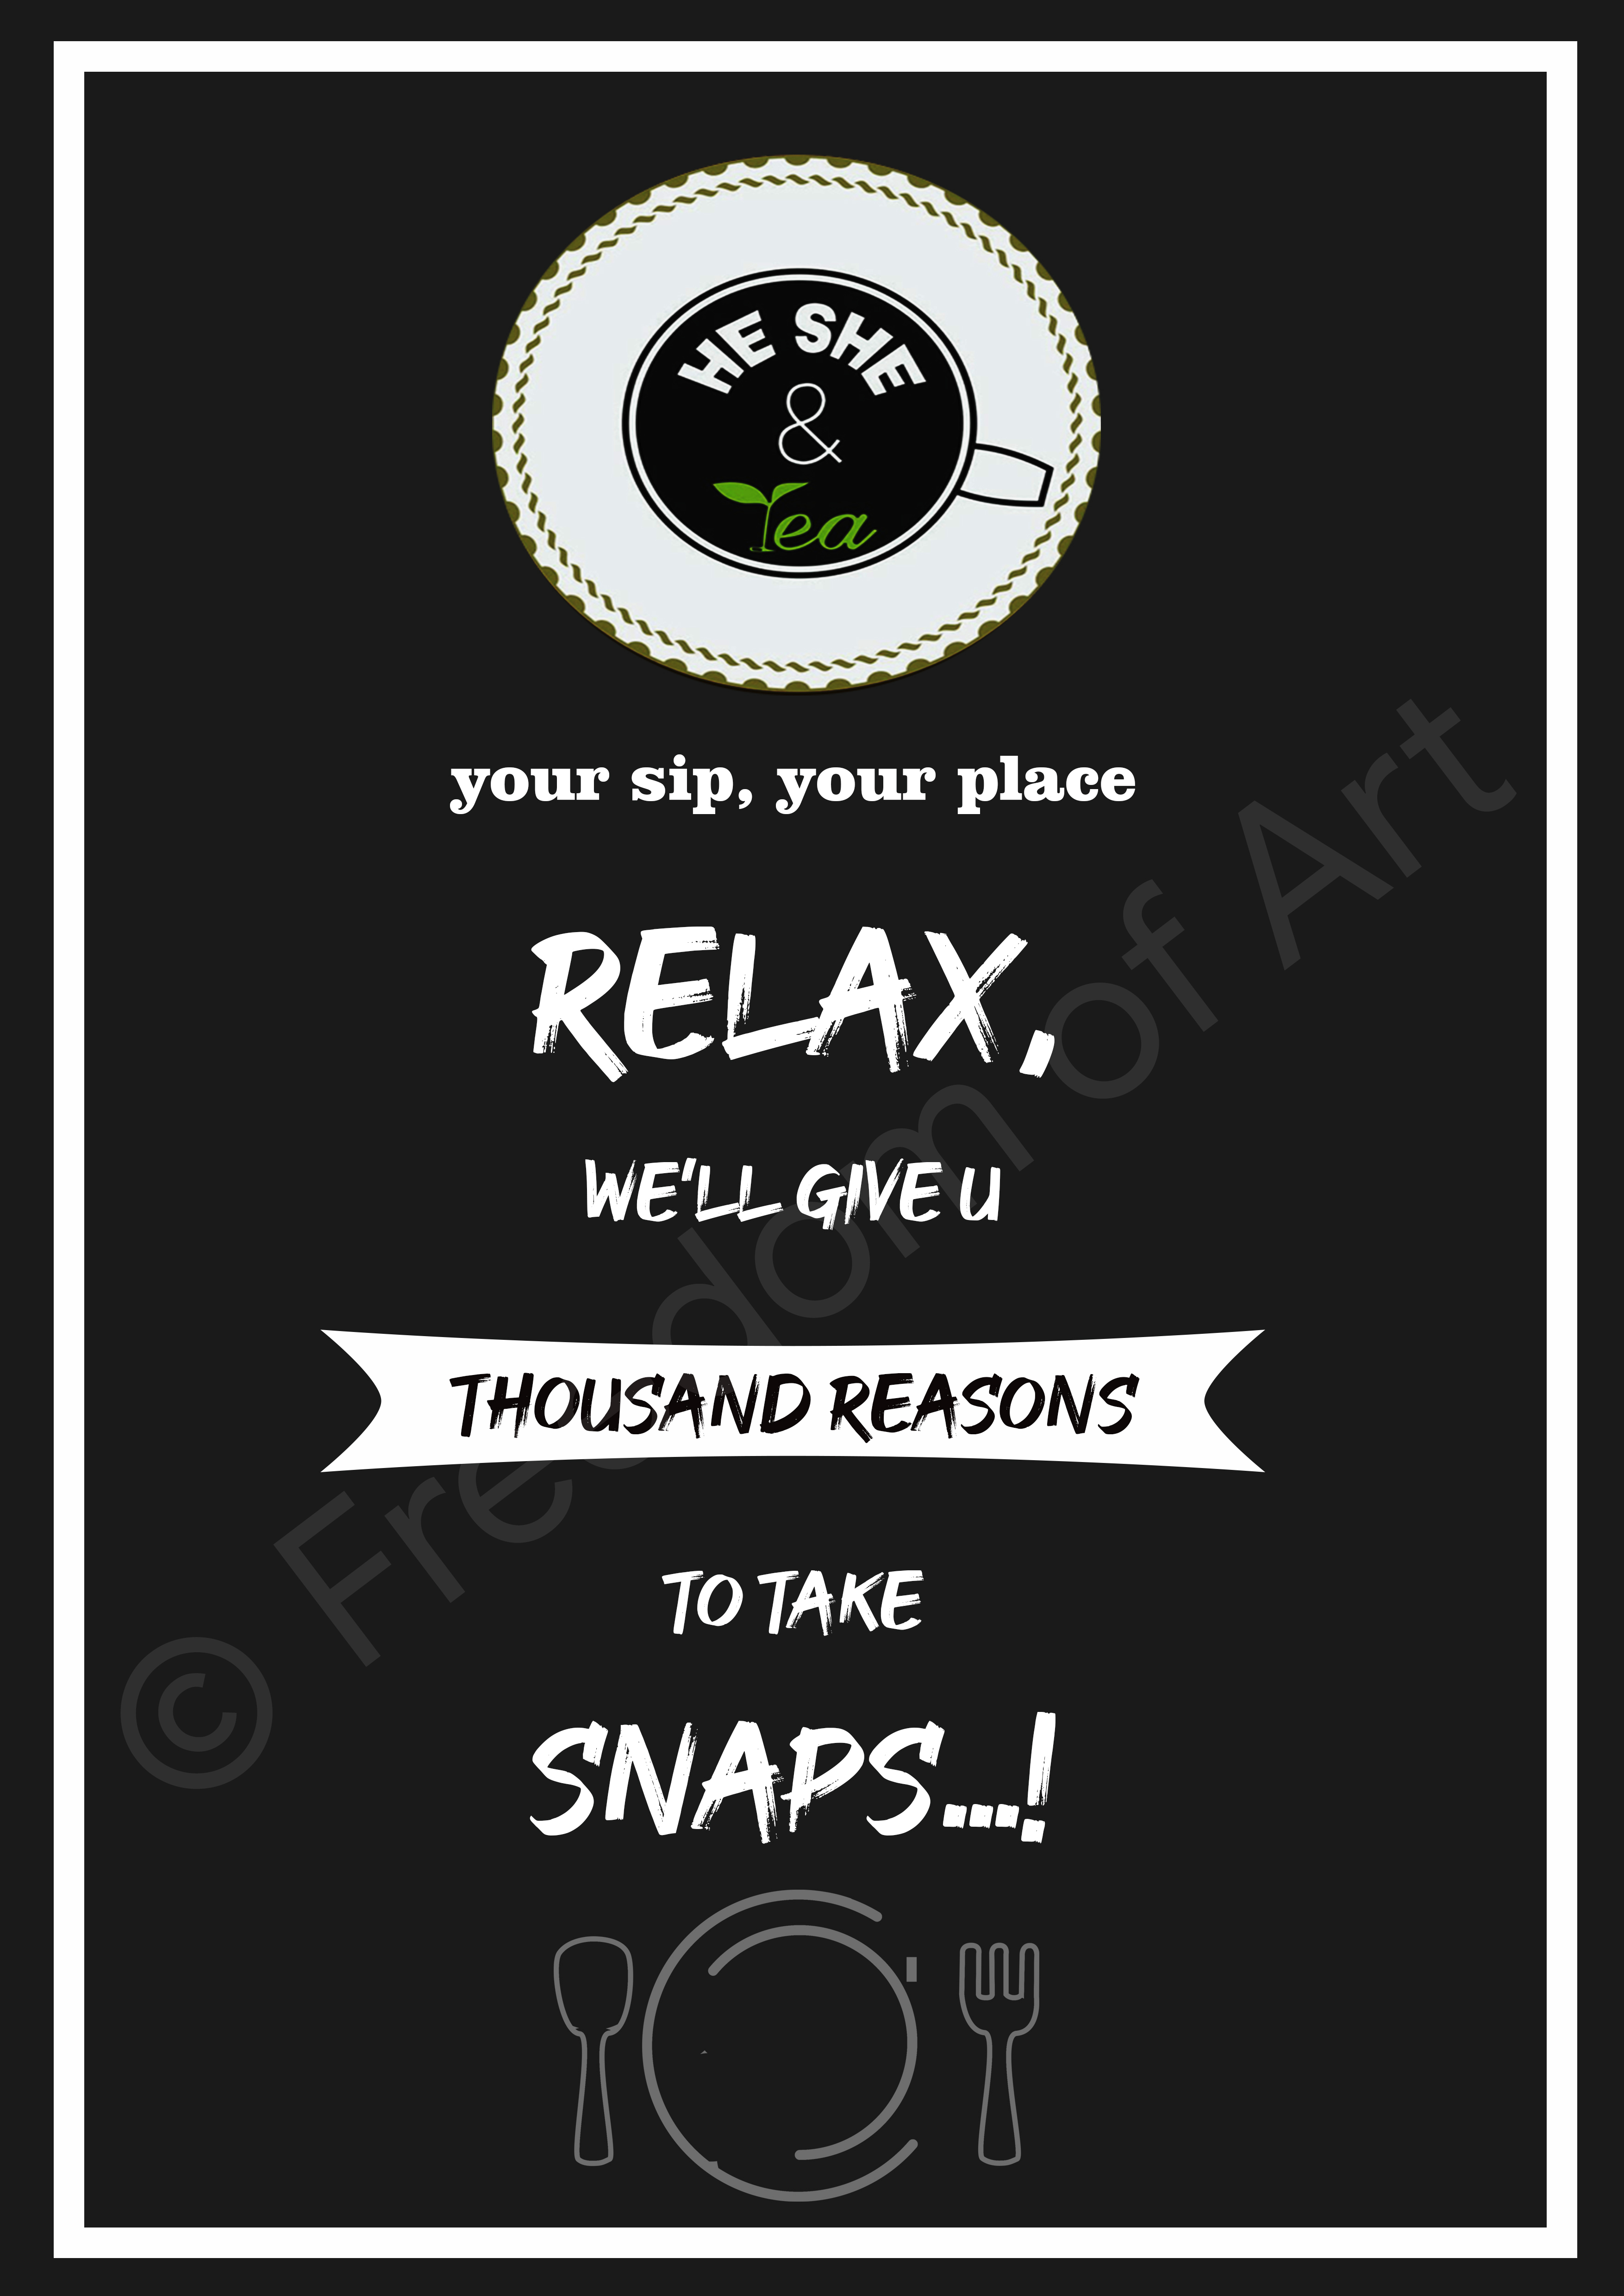 HE SHE
&
Tea
your sip, your place
RELAX,
WE'LL GIVE U
THOUSAND REASONS
TO TAKE
SNAPS...!
© Freedom of Art